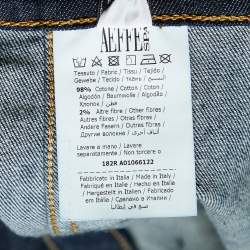 AEFFE SPA
Tessuto / Fabric / Tissu / Tejido
Gewebe / Tecido / Ткань /
98% Cotone / Cotton / Coton
Algodón / Baumwolle / Algodão
Хлопок / قطن
2% Altre fibre / Other fibres
Autres fibres / Otras fibras
Andere Fasern / Outras fibras
Другие волокна / ألياف أخرى
Lavare a mano / Lavare
separatamente / Non torcere
182R A01066122
Fabbricato in Italia / Made in Italy
Fabriqué en Italie / Hecho en Italia
Hergestellt in Italien / Fabricado
em Itália / Сделано в Италии /
صنع في إيطاليا